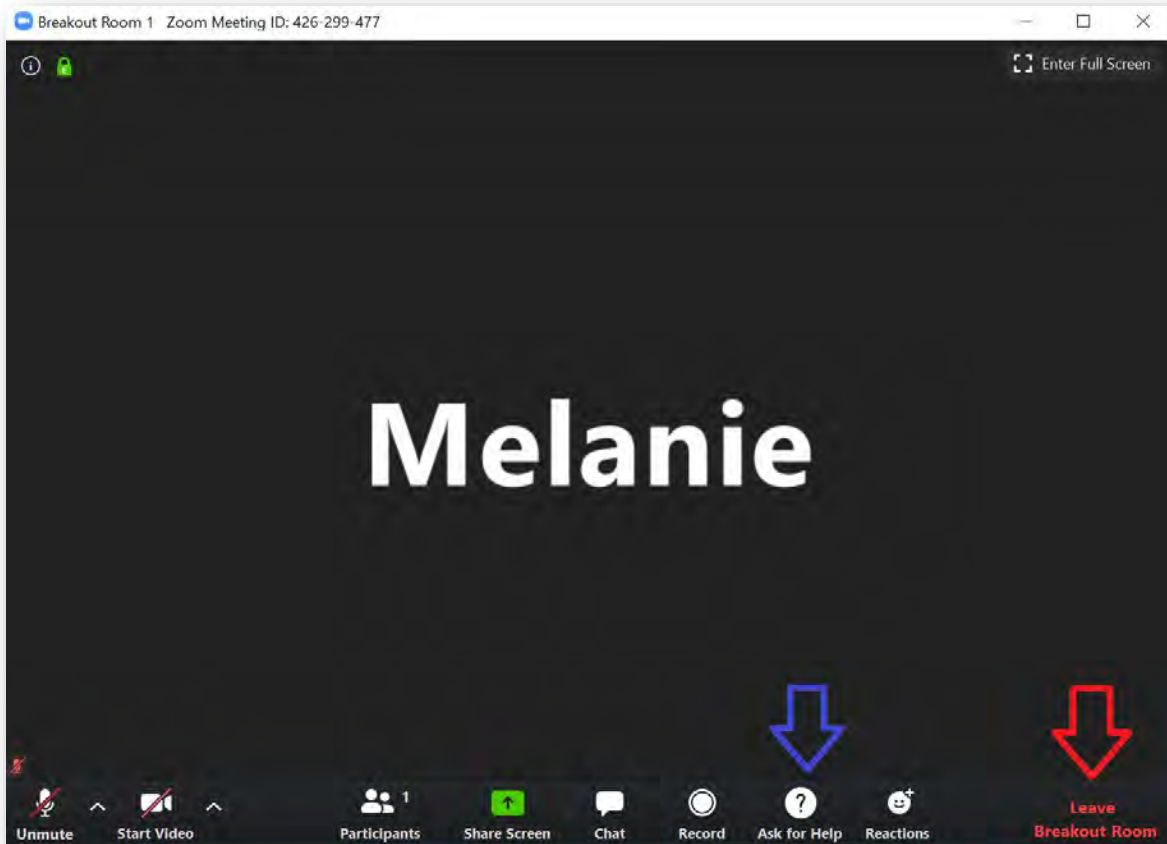 Breakout Room 1 Zoom Meeting ID: 426-299-477
Enter Full Screen
Melanie
1
Unmute Start Video Participants Share Screen Chat Record Ask for Help Reactions
Leave
Breakout Room